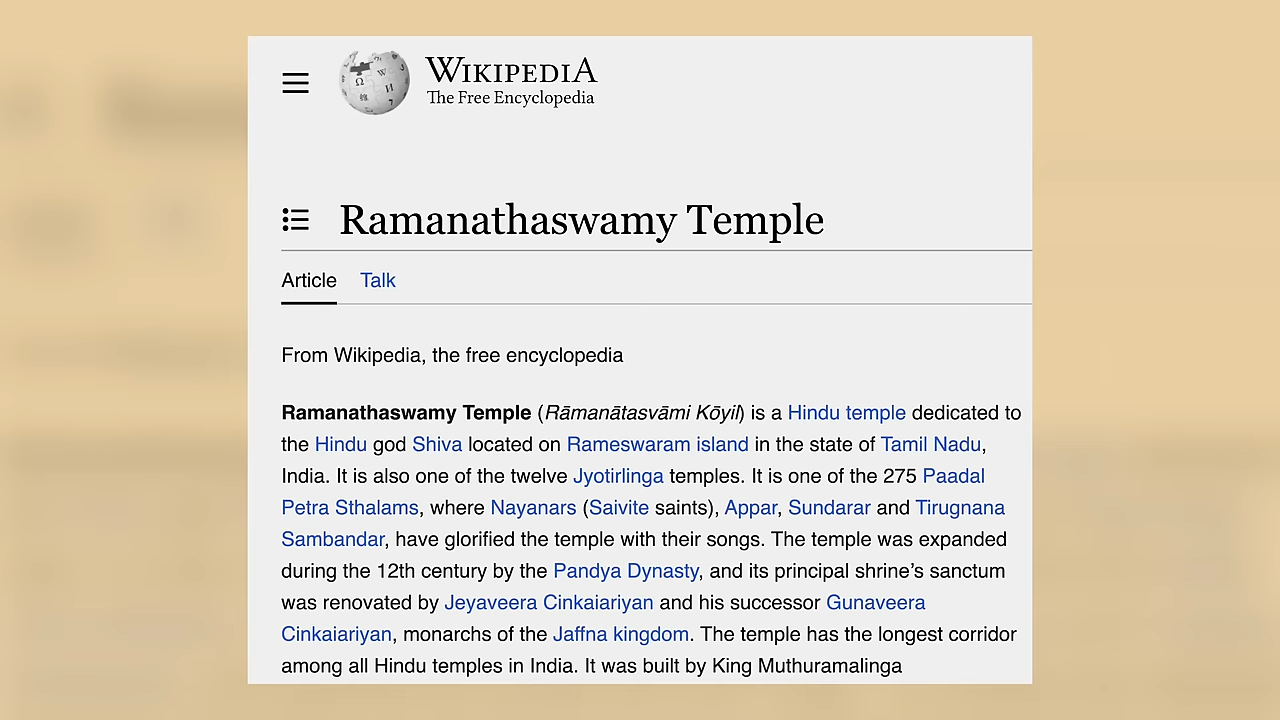 WIKIPEDIA
The Free Encyclopedia
Ramanathaswamy Temple
Article Talk
From Wikipedia, the free encyclopedia
Ramanathaswamy Temple (Rāmanātasvāmi Kōyil) is a Hindu temple dedicated to
the Hindu god Shiva located on Rameswaram island in the state of Tamil Nadu,
India. It is also one of the twelve Jyotirlinga temples. It is one of the 275 Paadal
Petra Sthalams, where Nayanars (Saivite saints), Appar, Sundarar and Tirugnana
Sambandar, have glorified the temple with their songs. The temple was expanded
during the 12th century by the Pandya Dynasty, and its principal shrine’s sanctum
was renovated by Jeyaveera Cinkaiariyan and his successor Gunaveera
Cinkaiariyan, monarchs of the Jaffna kingdom. The temple has the longest corridor
among all Hindu temples in India. It was built by King Muthuramalinga